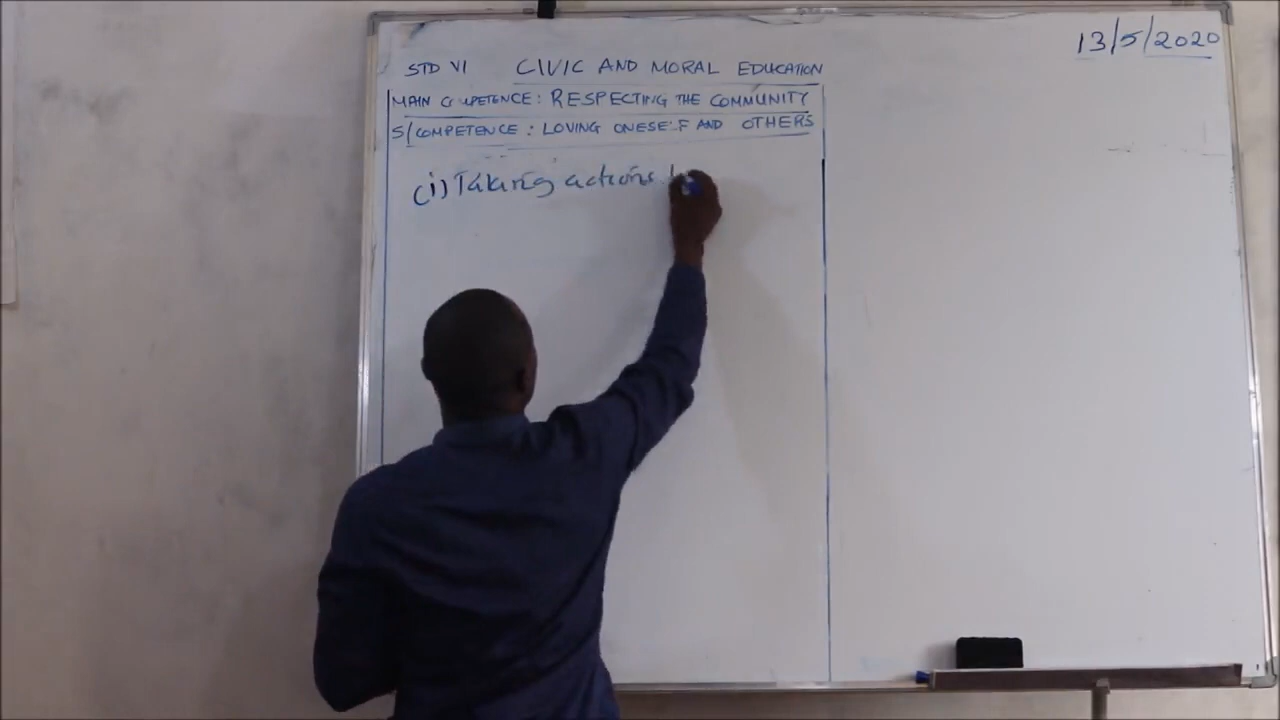 13/5/2020
STD VI CIVIC AND MORAL EDUCATION
MAIN COMPETENCE: RESPECTING THE COMMUNITY
S/COMPETENCE: LOVING ONESELF AND OTHERS
(i) Taking actions